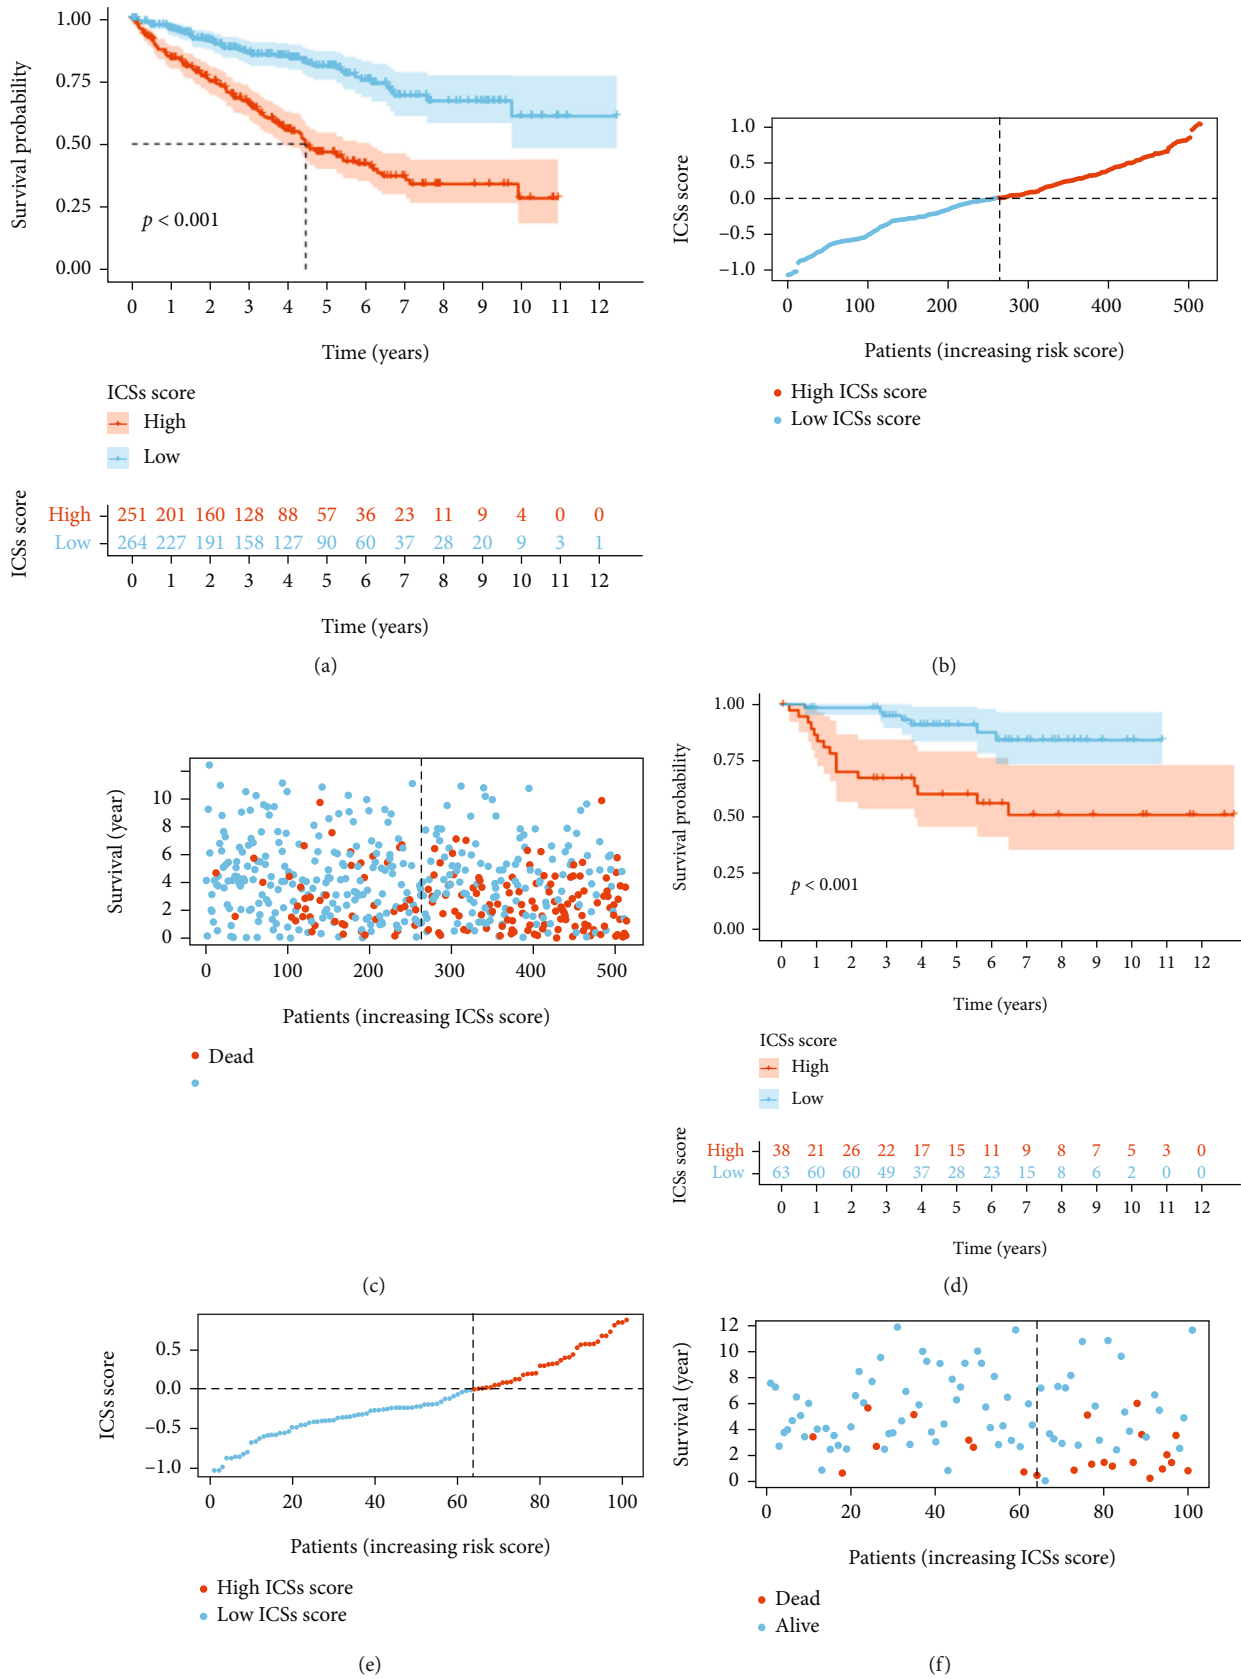 1.00
0.75
0.50
0.25
0.00
Survival probability
p < 0.001
0 1 2 3 4 5 6 7 8 9 10 11 12
Time (years)
ICSs score
High
Low
ICSs score
High 251 201 160 128 88 57 36 23 11 9 4 0 0
Low 264 227 191 158 127 90 60 37 28 20 9 3 1
0 1 2 3 4 5 6 7 8 9 10 11 12
Time (years)
(a)
1.0
0.5
0.0
−0.5
−1.0
ICSs score
0 100 200 300 400 500
Patients (increasing risk score)
High ICSs score
Low ICSs score
(b)
10
8
6
4
2
0
Survival (year)
0 100 200 300 400 500
Patients (increasing ICSs score)
Dead
(c)
1.00
0.75
0.50
0.25
0.00
Survival probability
p < 0.001
0 1 2 3 4 5 6 7 8 9 10 11 12
Time (years)
ICSs score
High
Low
ICSs score
High 38 21 26 22 17 15 11 9 8 7 5 3 0
Low 63 60 60 49 37 28 23 15 8 6 2 0 0
0 1 2 3 4 5 6 7 8 9 10 11 12
Time (years)
(d)
0.5
0.0
−0.5
−1.0
ICSs score
0 20 40 60 80 100
Patients (increasing risk score)
High ICSs score
Low ICSs score
(e)
12
10
8
6
4
2
0
Survival (year)
0 20 40 60 80 100
Patients (increasing ICSs score)
Dead
Alive
(f)